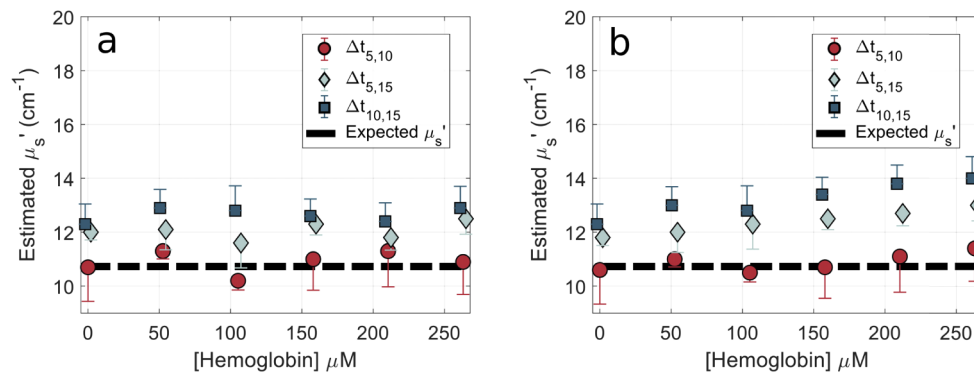 a
20
18
16
14
12
10
Estimated μs' (cm-1)
0
50
100
150
200
250
[Hemoglobin] μM
Δt5,10
Δt5,15
Δt10,15
Expected μs'
b
20
18
16
14
12
10
Estimated μs' (cm-1)
0
50
100
150
200
250
[Hemoglobin] μM
Δt5,10
Δt5,15
Δt10,15
Expected μs'